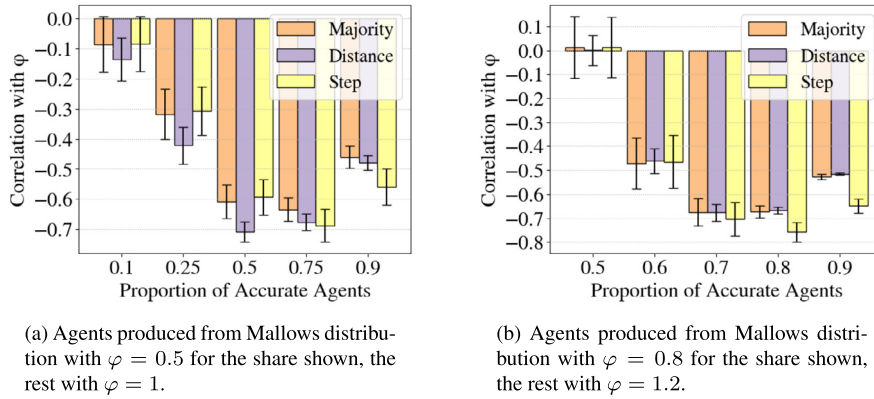 0.0
−0.1
−0.2
−0.3
−0.4
−0.5
−0.6
−0.7
Correlation with φ
Majority
Distance
Step
0.1 0.25 0.5 0.75 0.9
Proportion of Accurate Agents
(a) Agents produced from Mallows distribu-
tion with φ = 0.5 for the share shown, the
rest with φ = 1.
0.1
0.0
−0.1
−0.2
−0.3
−0.4
−0.5
−0.6
−0.7
−0.8
Correlation with φ
Majority
Distance
Step
0.5 0.6 0.7 0.8 0.9
Proportion of Accurate Agents
(b) Agents produced from Mallows distri-
bution with φ = 0.8 for the share shown,
the rest with φ = 1.2.